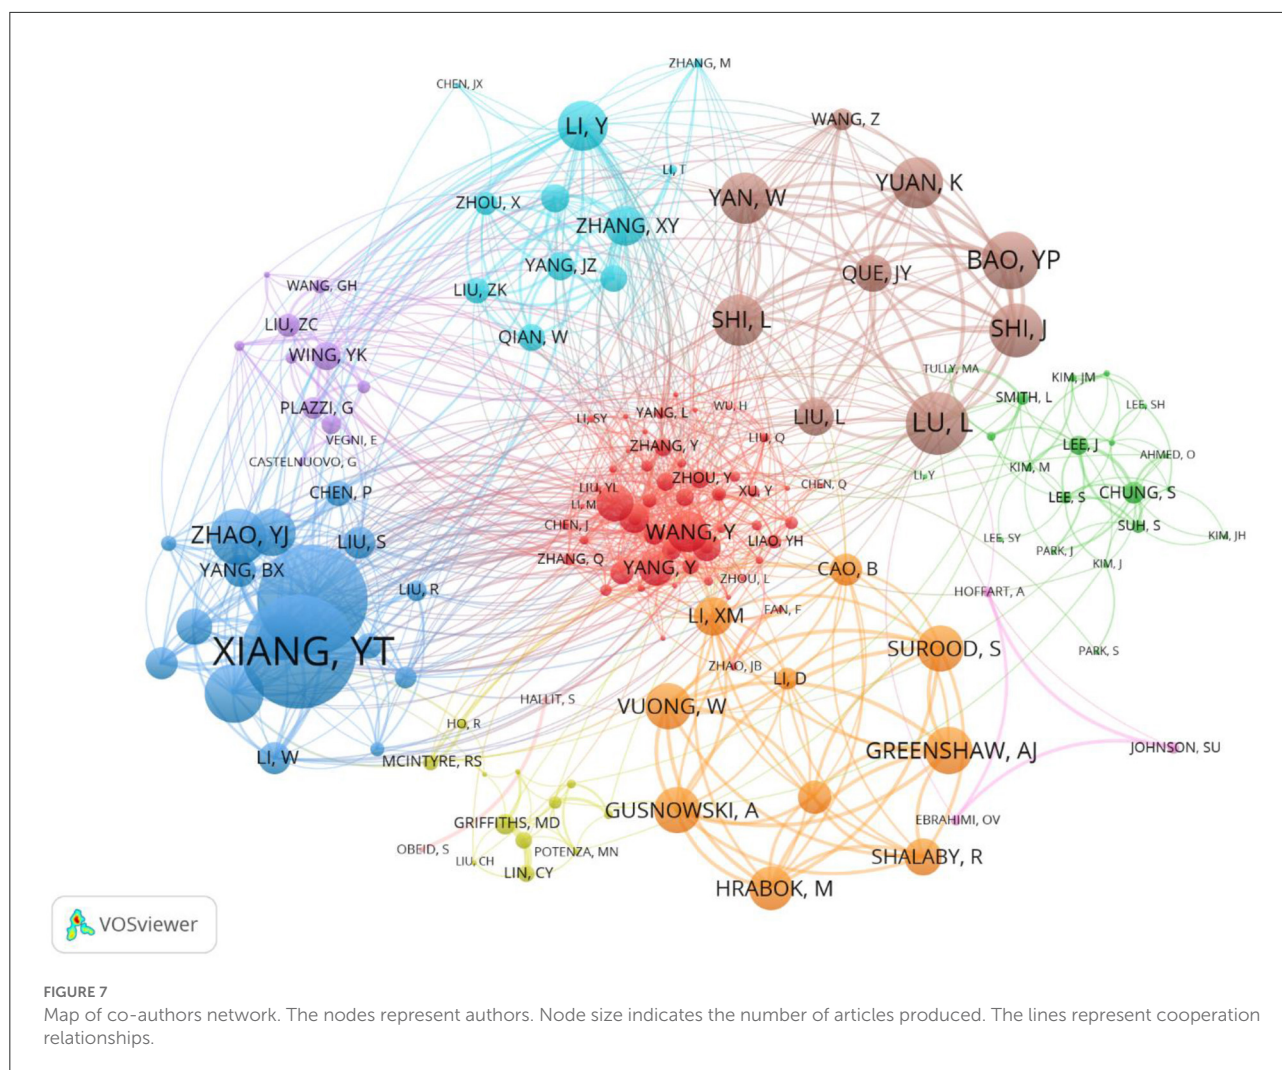 ZHANG, M
CHEN, JX
WANG, Z
LI, Y
LI, T
YUAN, K
YAN, W
ZHOU, X
ZHANG, XY
BAO, YP
YANG, JZ
QUE, JY
WANG, GH
LIU, ZK
LIU, ZC
SHI, L
SHI, J
QIAN, W
WING, YK
TULLY, MA
KIM, JM
SMITH, L
LEE, SH
PLAZZI, G
WU, H
YANG, L
LI, SY
LIU, L
LU, L
VEGNI, E
LIU, Q
ZHANG, Y
LEE, J
AHMED, O
CASTELNUOVO, G
KIM, M
ZHOU, Y
LI, Y
CHEN, P
LIU, YL
XU, Y
CHEN, Q
LEE, S
CHUNG, S
LI, M
CHEN, J
SUH, S
ZHAO, YJ
LIU, S
WANG, Y
LIAO, YH
LEE, SY
KIM, JH
PARK, J
ZHANG, Q
YANG, BX
YANG, Y
CAO, B
KIM, J
ZHOU, L
LIU, R
HOFFART, A
FAN, F
LI, XM
XIANG, YT
SUROOD, S
PARK, S
ZHAO, JB
LI, D
HALLIT, S
VUONG, W
HO, R
LI, W
MCINTYRE, RS
GREENSHAW, AJ
JOHNSON, SU
GUSNOWSKI, A
GRIFFITHS, MD
EBRAHIMI, OV
OBEID, S
POTENZA, MN
LIU, CH
LIN, CY
SHALABY, R
HRABOK, M
VOSviewer
FIGURE 7
Map of co-authors network. The nodes represent authors. Node size indicates the number of articles produced. The lines represent cooperation
relationships.